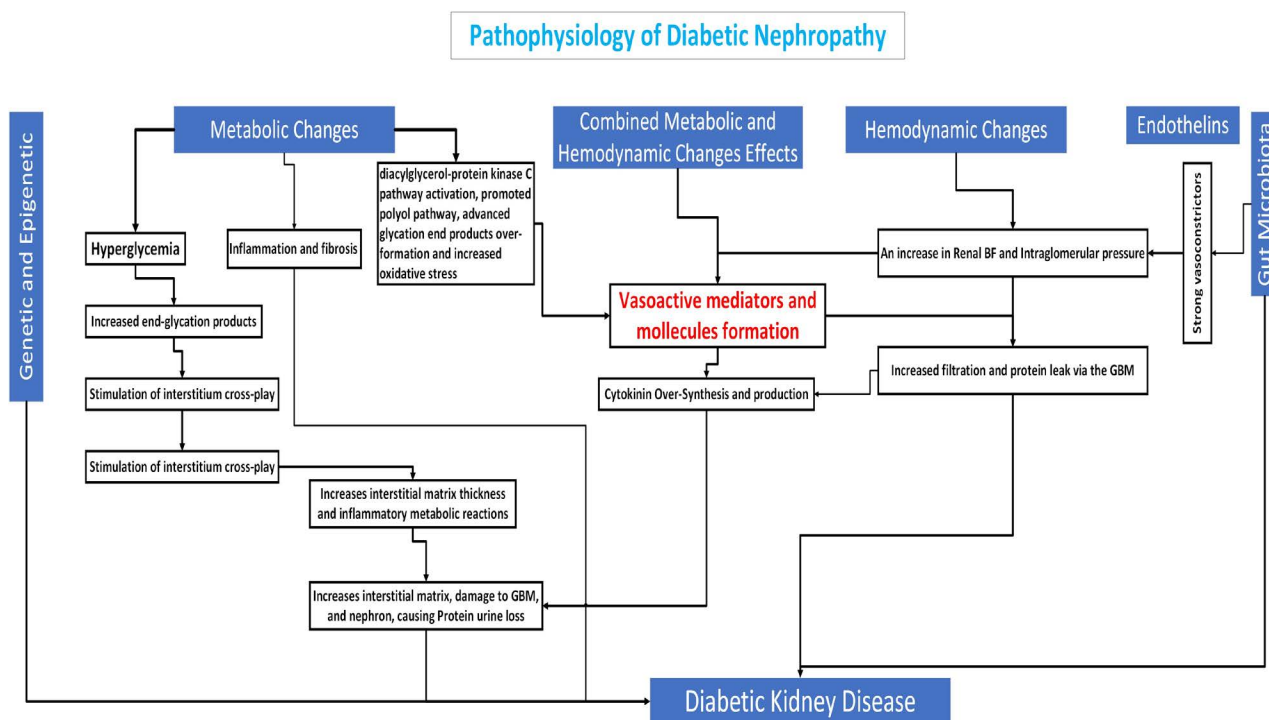 Pathophysiology of Diabetic Nephropathy
Genetic and Epigenetic
Metabolic Changes
Combined Metabolic and
Hemodynamic Changes Effects
Hemodynamic Changes
Endothelins
Gut Microbiota
Hyperglycemia
Inflammation and fibrosis
diacylglycerol-protein kinase C
pathway activation, promoted
polyol pathway, advanced
glycation end products over-
formation and increased
oxidative stress
An increase in Renal BF and Intraglomerular pressure
Strong vasoconstrictors
Increased end-glycation products
Vasoactive mediators and
mollecules formation
Stimulation of interstitium cross-play
Cytokinin Over-Synthesis and production
Increased filtration and protein leak via the GBM
Stimulation of interstitium cross-play
Increases interstitial matrix thickness
and inflammatory metabolic reactions
Increases interstitial matrix, damage to GBM,
and nephron, causing Protein urine loss
Diabetic Kidney Disease